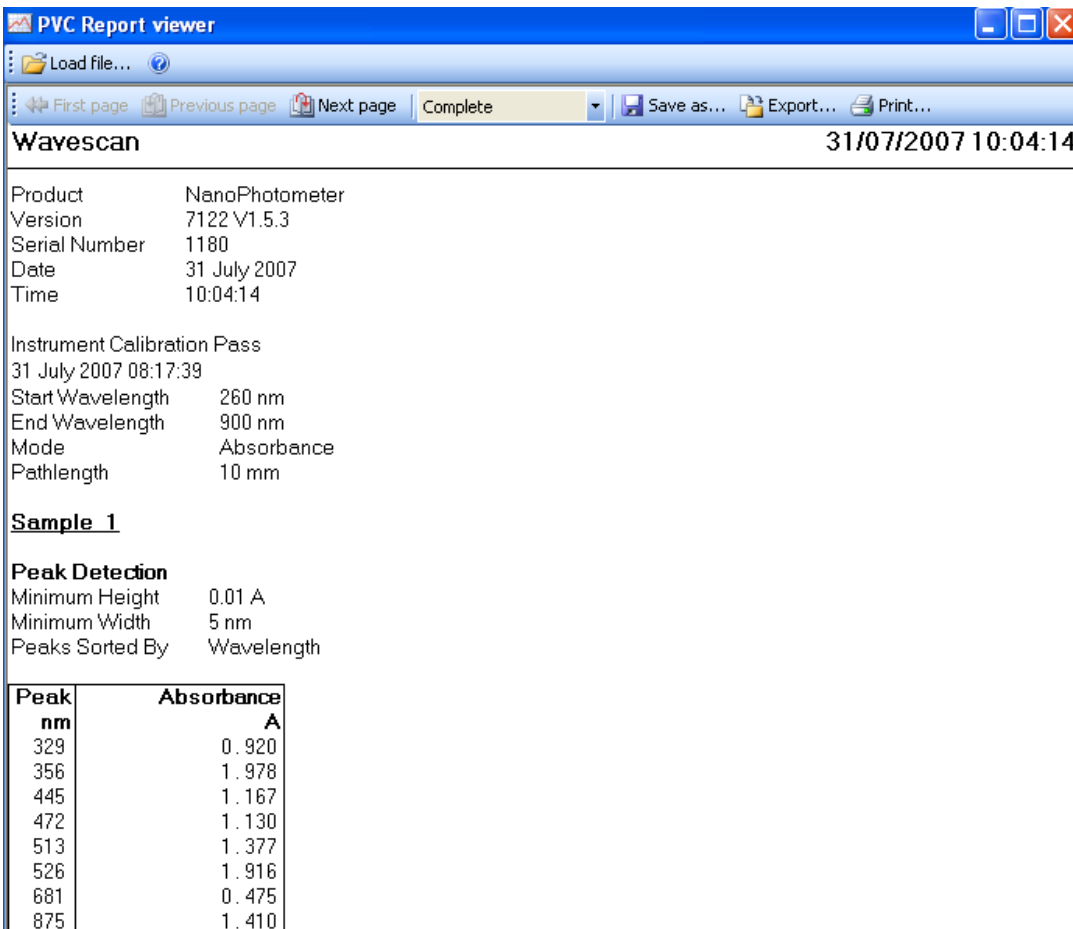 PVC Report viewer
Load file...
First page Previous page Next page Complete Save as... Export... Print...
Wavescan 31/07/2007 10:04:14
Product NanoPhotometer
Version 7122 V1.5.3
Serial Number 1180
Date 31 July 2007
Time 10:04:14
Instrument Calibration Pass
31 July 2007 08:17:39
Start Wavelength 260 nm
End Wavelength 900 nm
Mode Absorbance
Pathlength 10 mm
Sample 1
Peak Detection
Minimum Height 0.01 A
Minimum Width 5 nm
Peaks Sorted By Wavelength
Peak Absorbance
nm A
329 0.920
356 1.978
445 1.167
472 1.130
513 1.377
526 1.916
681 0.475
875 1.410